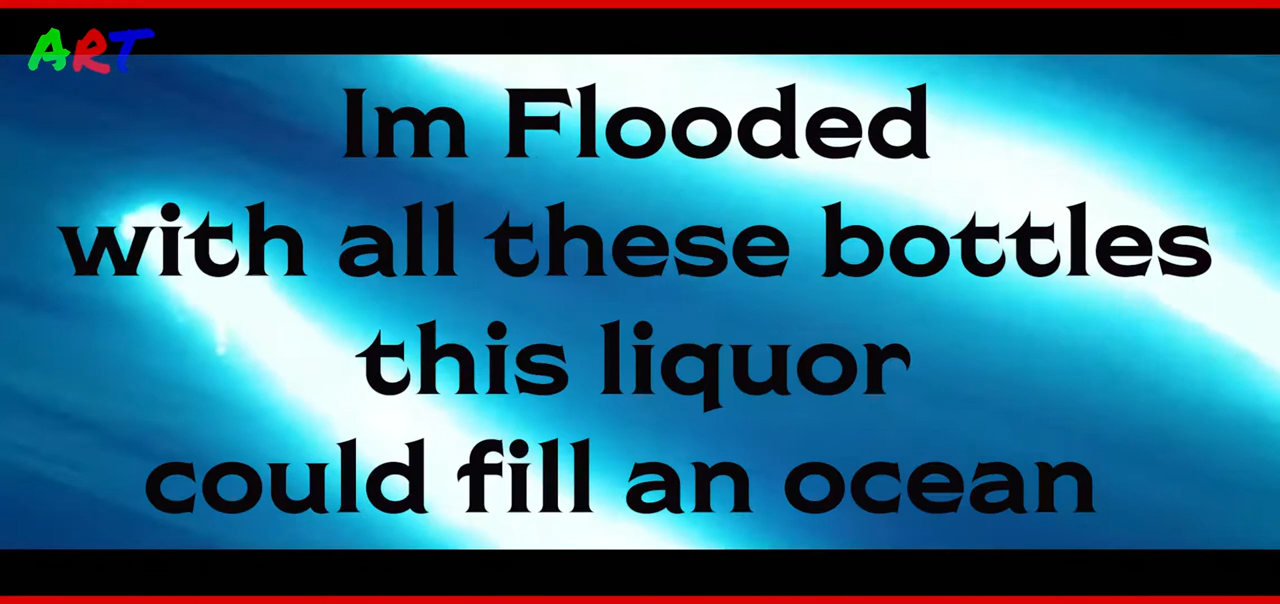 ART
Im Flooded
with all these bottles
this liquor
could fill an ocean